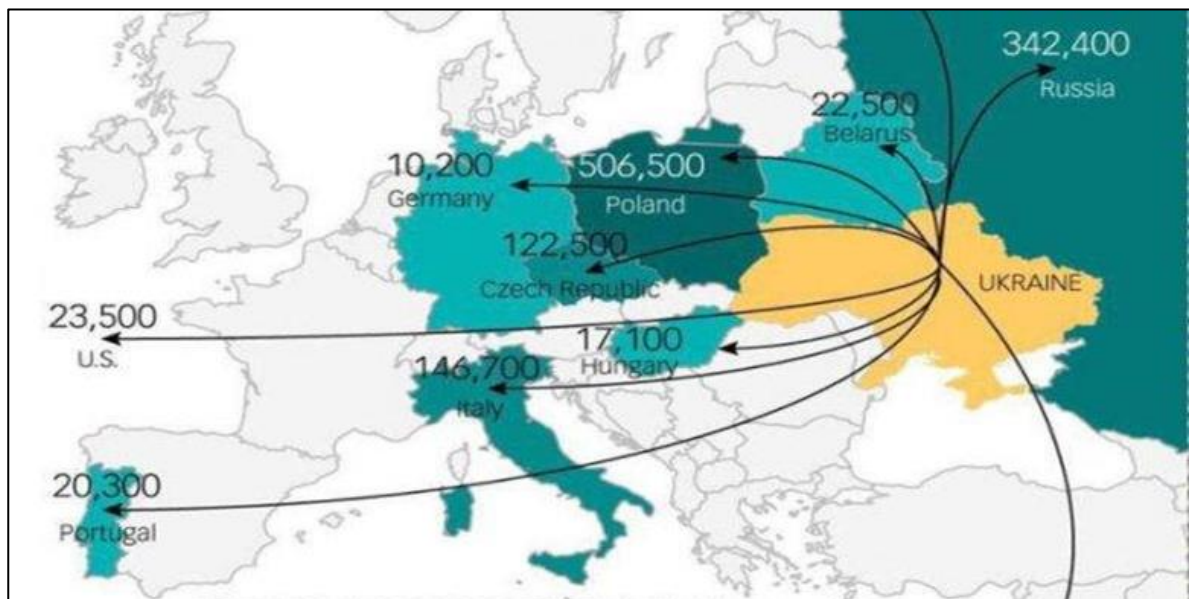 342,400
Russia
22,500
Belarus
10,200
Germany
506,500
Poland
122,500
Czech Republic
UKRAINE
23,500
U.S.
17,100
Hungary
146,700
Italy
20,300
Portugal